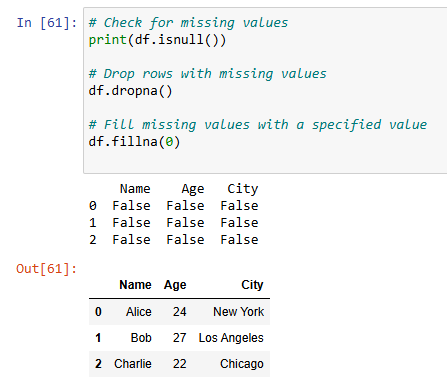 In [61]: # Check for missing values
print(df.isnull())
# Drop rows with missing values
df.dropna()
# Fill missing values with a specified value
df.fillna(0)
Name Age City
0 False False False
1 False False False
2 False False False
Out[61]:
Name Age City
0 Alice 24 New York
1 Bob 27 Los Angeles
2 Charlie 22 Chicago